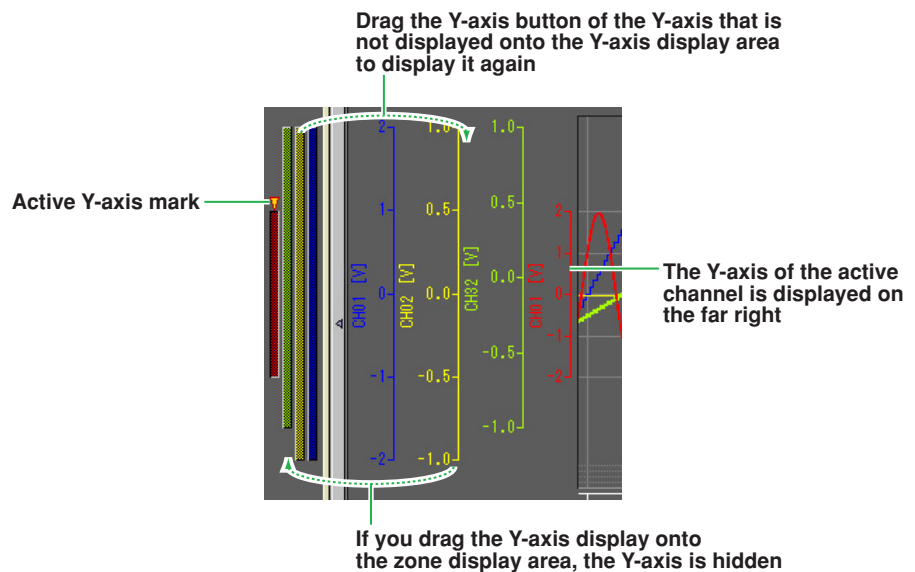 Drag the Y-axis button of the Y-axis that is
not displayed onto the Y-axis display area
to display it again
Active Y-axis mark
2
1
0
-1
-2
CH01 [V]
1.0
0.5
0.0
-0.5
-1.0
CH02 [V]
1.0
0.5
0.0
-0.5
-1.0
CH32 [V]
2
1
0
-1
-2
CH01 [V]
The Y-axis of the active
channel is displayed on
the far right
If you drag the Y-axis display onto
the zone display area, the Y-axis is hidden